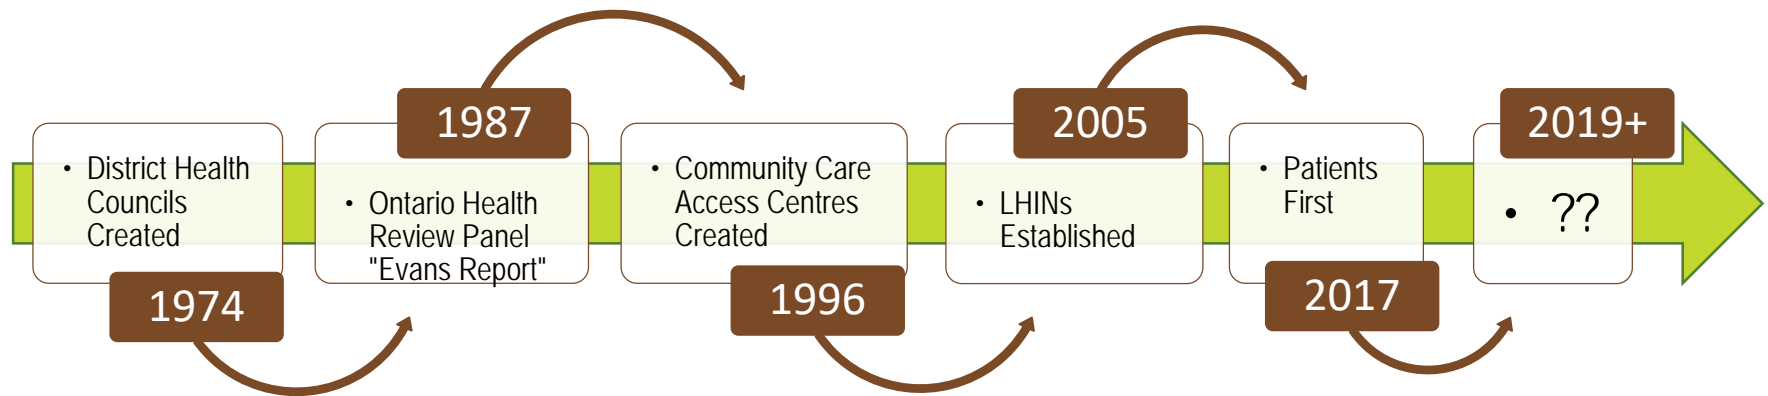 • District Health
Councils
Created
1974
1987
• Ontario Health
Review Panel
"Evans Report"
• Community Care
Access Centres
Created
1996
2005
• LHINs
Established
• Patients
First
2017
2019+
• ??